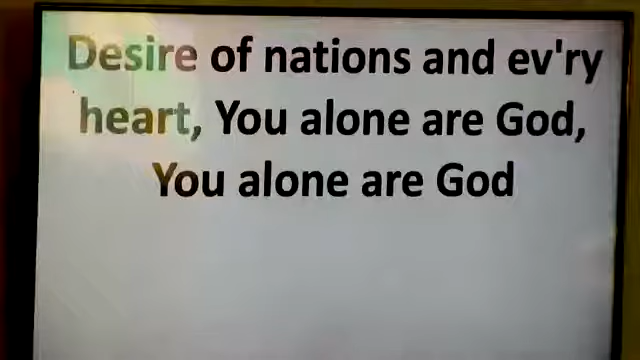 Desire of nations and ev'ry
heart, You alone are God,
You alone are God